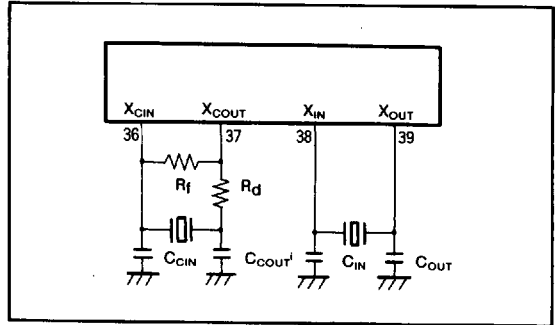 XCIN XCOUT XIN XOUT
36 37 38 39
Rf Rd
CCIN CCOUT CIN COUT